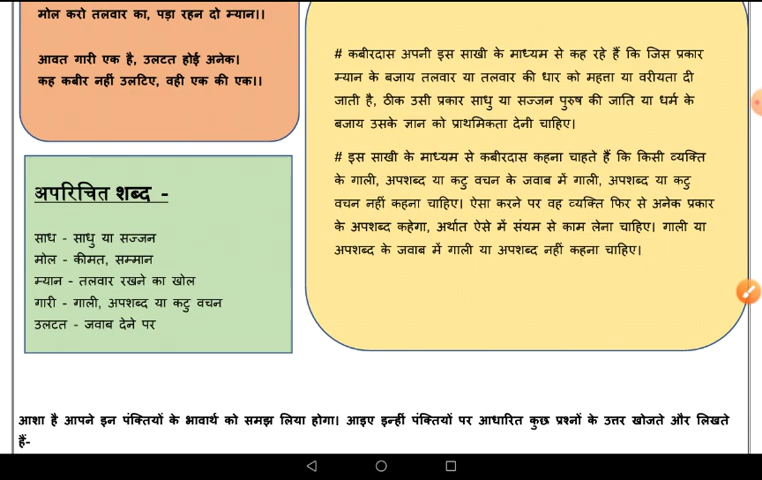 मोल करो तलवार का, पड़ा रहन दो म्यान।।
आवत गारी एक है, उलटत होई अनेक।
कह कबीर नहीं उलटिए, वही एक की एक।।
# कबीरदास अपनी इस साखी के माध्यम से कह रहे हैं कि जिस प्रकार
म्यान के बजाय तलवार या तलवार की धार को महत्ता या वरीयता दी
जाती है, ठीक उसी प्रकार साधु या सज्जन पुरुष की जाति या धर्म के
बजाय उसके ज्ञान को प्राथमिकता देनी चाहिए।
# इस साखी के माध्यम से कबीरदास कहना चाहते हैं कि किसी व्यक्ति
के गाली, अपशब्द या कटु वचन के जवाब में गाली, अपशब्द या कटु
वचन नहीं कहना चाहिए। ऐसा करने पर वह व्यक्ति फिर से अनेक प्रकार
के अपशब्द कहेगा, अर्थात ऐसे में संयम से काम लेना चाहिए। गाली या
अपशब्द के जवाब में गाली या अपशब्द नहीं कहना चाहिए।
अपरिचित शब्द -
साध - साधु या सज्जन
मोल - कीमत, सम्मान
म्यान - तलवार रखने का खोल
गारी - गाली, अपशब्द या कटु वचन
उलटत - जवाब देने पर
आशा है आपने इन पंक्तियों के भावार्थ को समझ लिया होगा। आइए इन्हीं पंक्तियों पर आधारित कुछ प्रश्नों के उत्तर खोजते और लिखते
हैं-